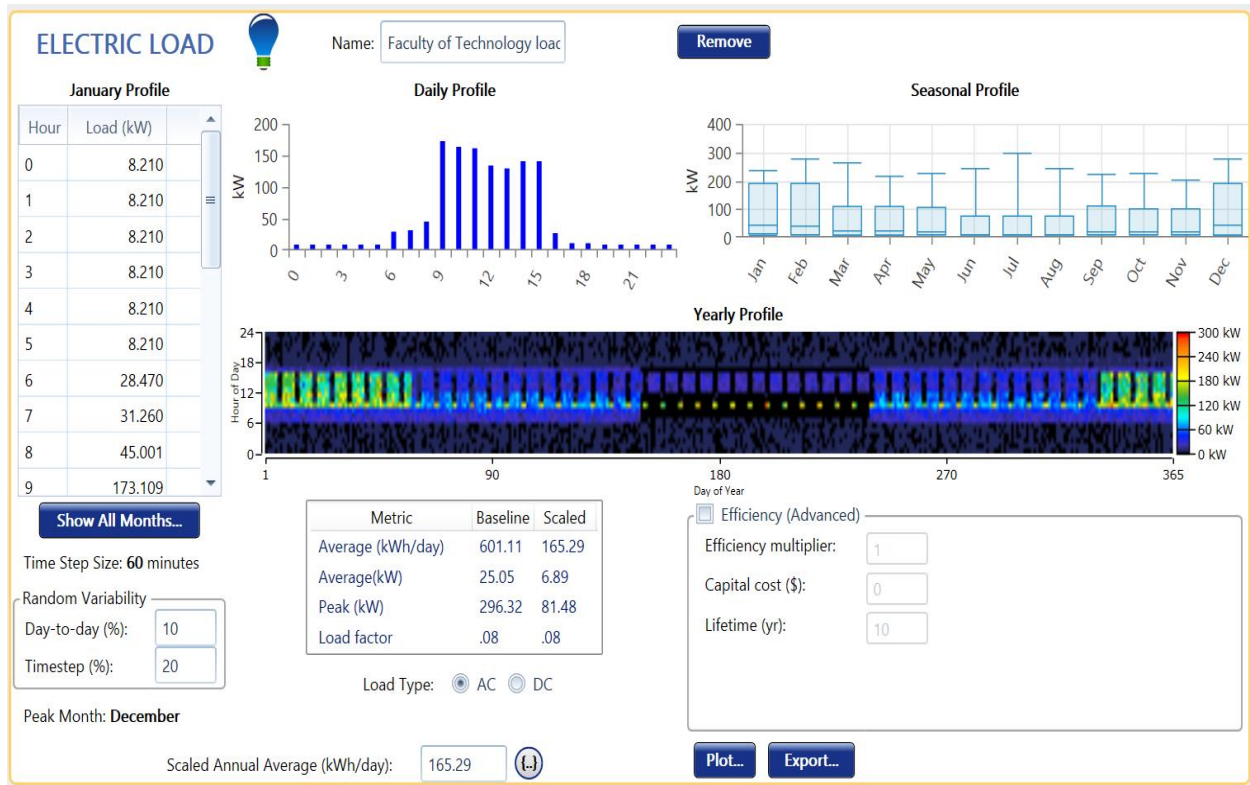 ELECTRIC LOAD
Name: Faculty of Technology load
Remove
January Profile
Hour Load (kW)
0 8.210
1 8.210
2 8.210
3 8.210
4 8.210
5 8.210
6 28.470
7 31.260
8 45.001
9 173.109
Show All Months...
Time Step Size: 60 minutes
Random Variability
Day-to-day (%): 10
Timestep (%): 20
Peak Month: December
Daily Profile
kW
200
150
100
50
0
0 3 6 9 12 15 18 21
Seasonal Profile
kW
400
300
200
100
0
Jan Feb Mar Apr May Jun Jul Aug Sep Oct Nov Dec
Yearly Profile
Hour of Day
24
18
12
6
0
1 90 180 270 365
Day of Year
300 kW
240 kW
180 kW
120 kW
60 kW
0 kW
Metric Baseline Scaled
Average (kWh/day) 601.11 165.29
Average(kW) 25.05 6.89
Peak (kW) 296.32 81.48
Load factor .08 .08
Load Type: AC DC
Efficiency (Advanced)
Efficiency multiplier: 1
Capital cost ($): 0
Lifetime (yr): 10
Scaled Annual Average (kWh/day): 165.29 {..}
Plot... Export...